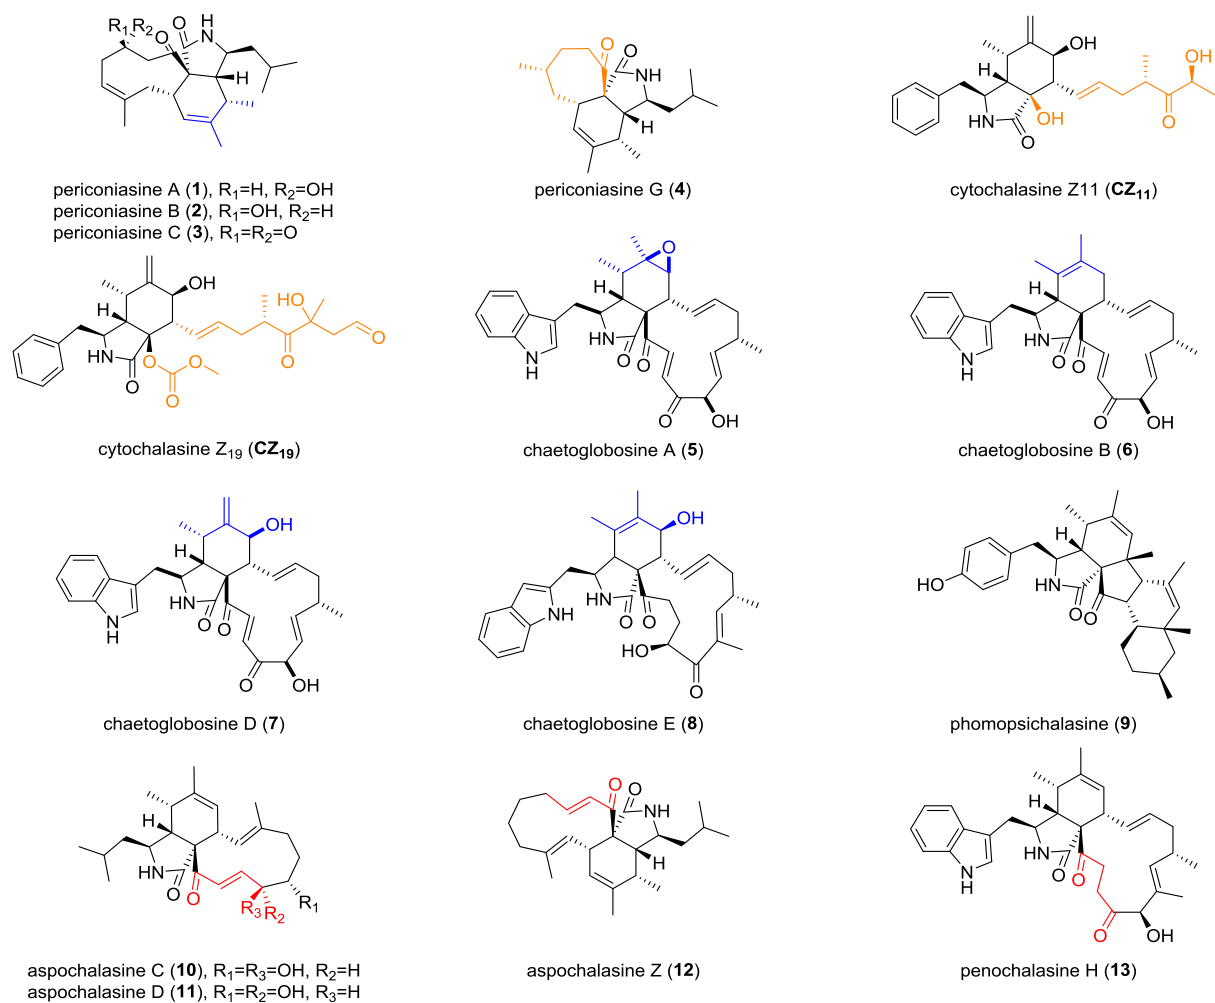 R1 R2 O O NH H
O O NH H
OH OH H NH O OH O
periconiasine A (1), R1=H, R2=OH
periconiasine B (2), R1=OH, R2=H
periconiasine C (3), R1=R2=O
periconiasine G (4)
cytochalasine Z11 (CZ11)
OH H HO HN O O O O O O
O H HN O O N H O OH
H HN O O N H O OH
cytochalasine Z19 (CZ19)
chaetoglobosine A (5)
chaetoglobosine B (6)
OH H HN O O N H O OH
OH H HN O O NH HO O
H HO HN O O
chaetoglobosine D (7)
chaetoglobosine E (8)
phomopsichalasine (9)
H HN O O R3 R2 R1
O O NH H
H HN O O N H O OH
aspochalasine C (10), R1=R3=OH, R2=H
aspochalasine D (11), R1=R2=OH, R3=H
aspochalasine Z (12)
penochalasine H (13)